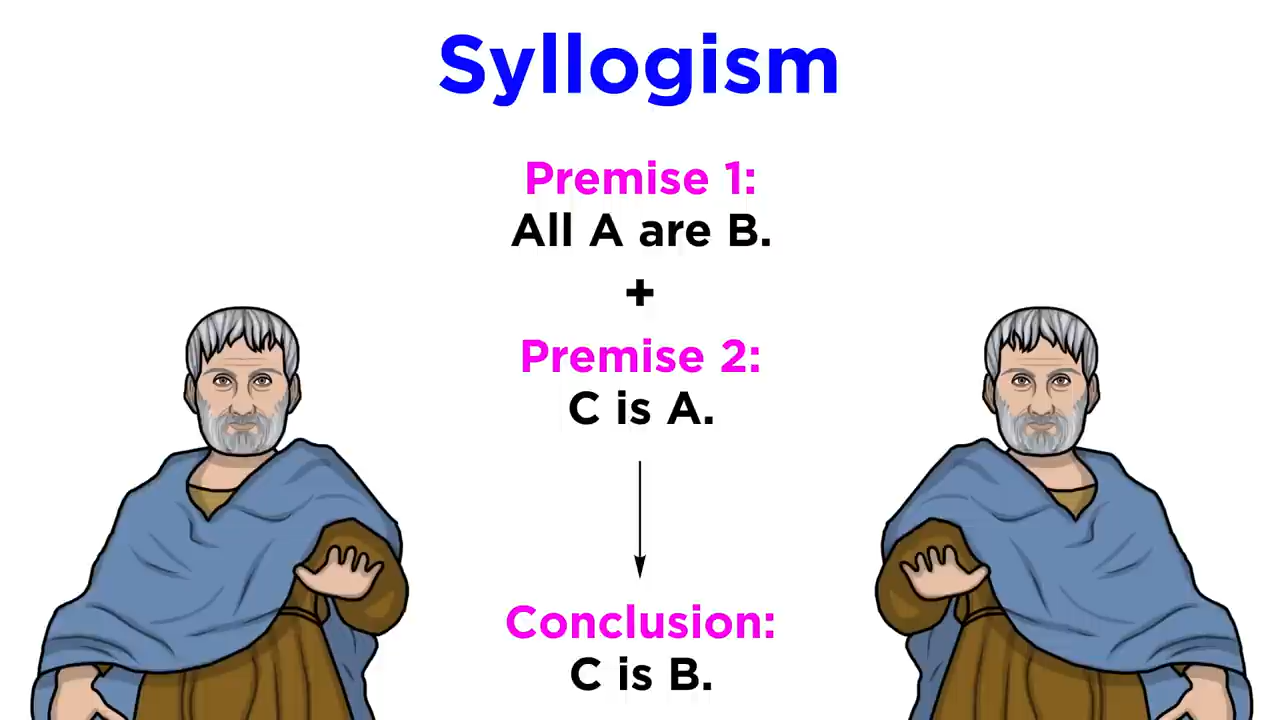 Syllogism
Premise 1:
All A are B.
+
Premise 2:
C is A.
Conclusion:
C is B.